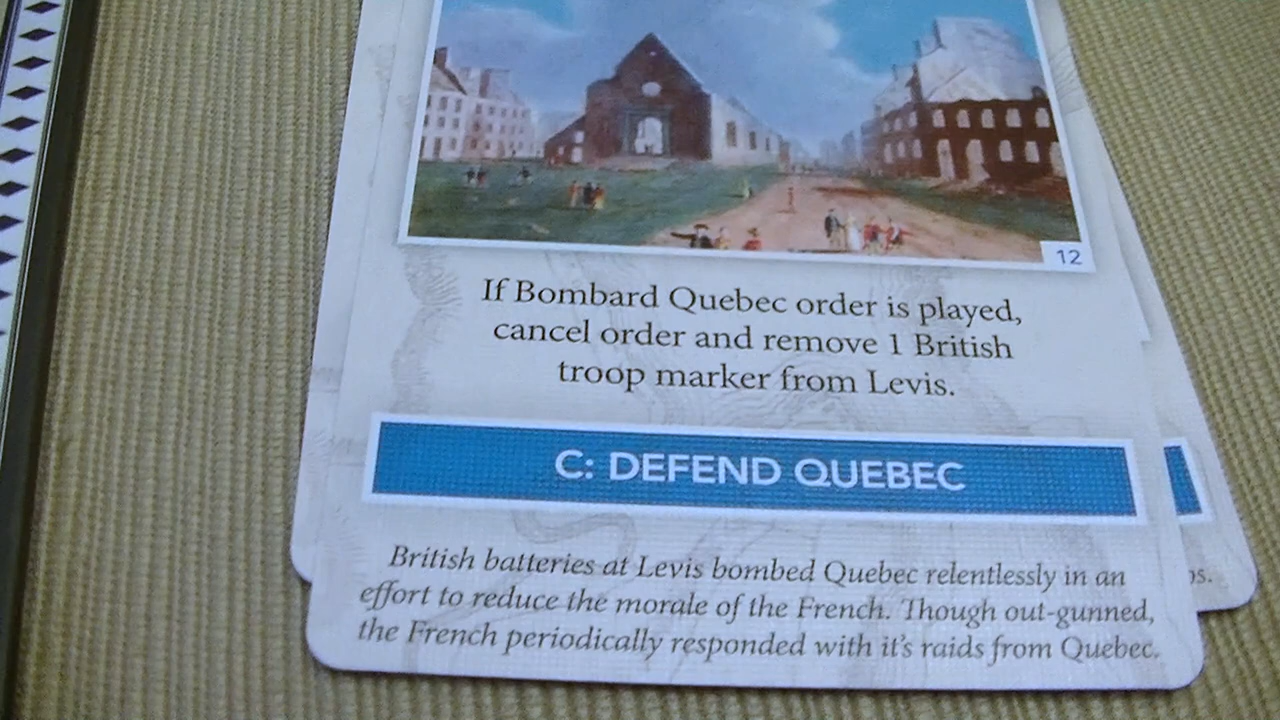 12
If Bombard Quebec order is played,
cancel order and remove 1 British
troop marker from Levis.
C: DEFEND QUEBEC
British batteries at Levis bombed Quebec relentlessly in an
effort to reduce the morale of the French. Though out-gunned,
the French periodically responded with it's raids from Quebec.